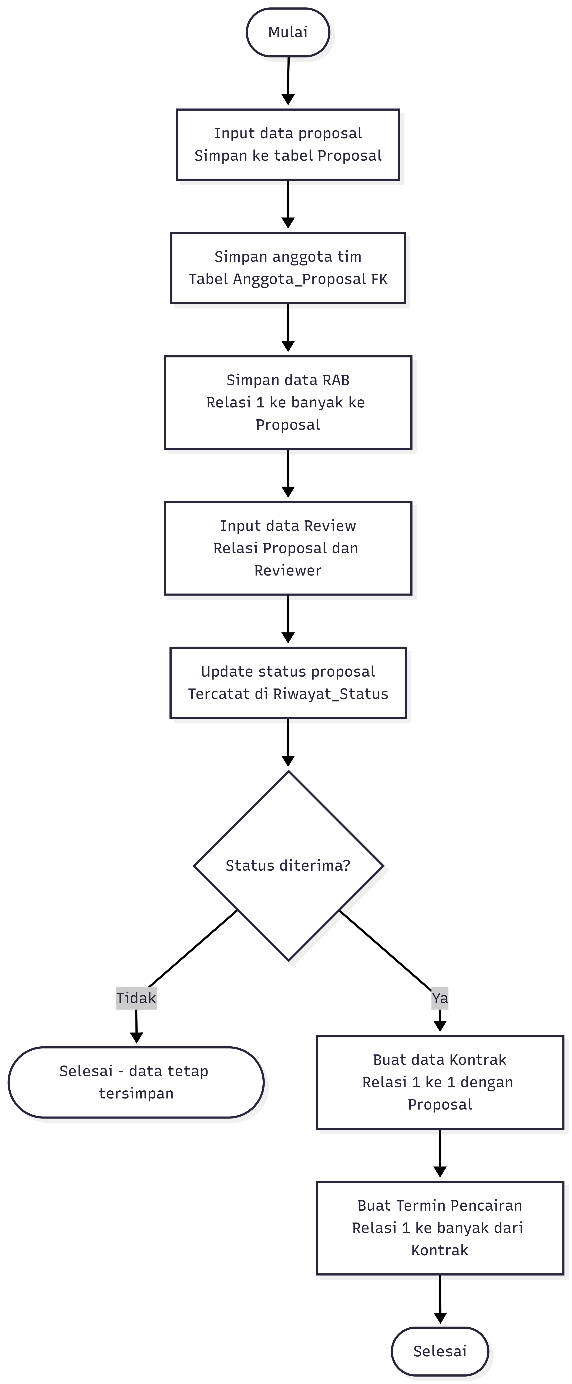 Mulai
Input data proposal
Simpan ke tabel Proposal
Simpan anggota tim
Tabel Anggota_Proposal FK
Simpan data RAB
Relasi 1 ke banyak ke
Proposal
Input data Review
Relasi Proposal dan
Reviewer
Update status proposal
Tercatat di Riwayat_Status
Status diterima?
Tidak
Ya
Selesai - data tetap
tersimpan
Buat data Kontrak
Relasi 1 ke 1 dengan
Proposal
Buat Termin Pencairan
Relasi 1 ke banyak dari
Kontrak
Selesai